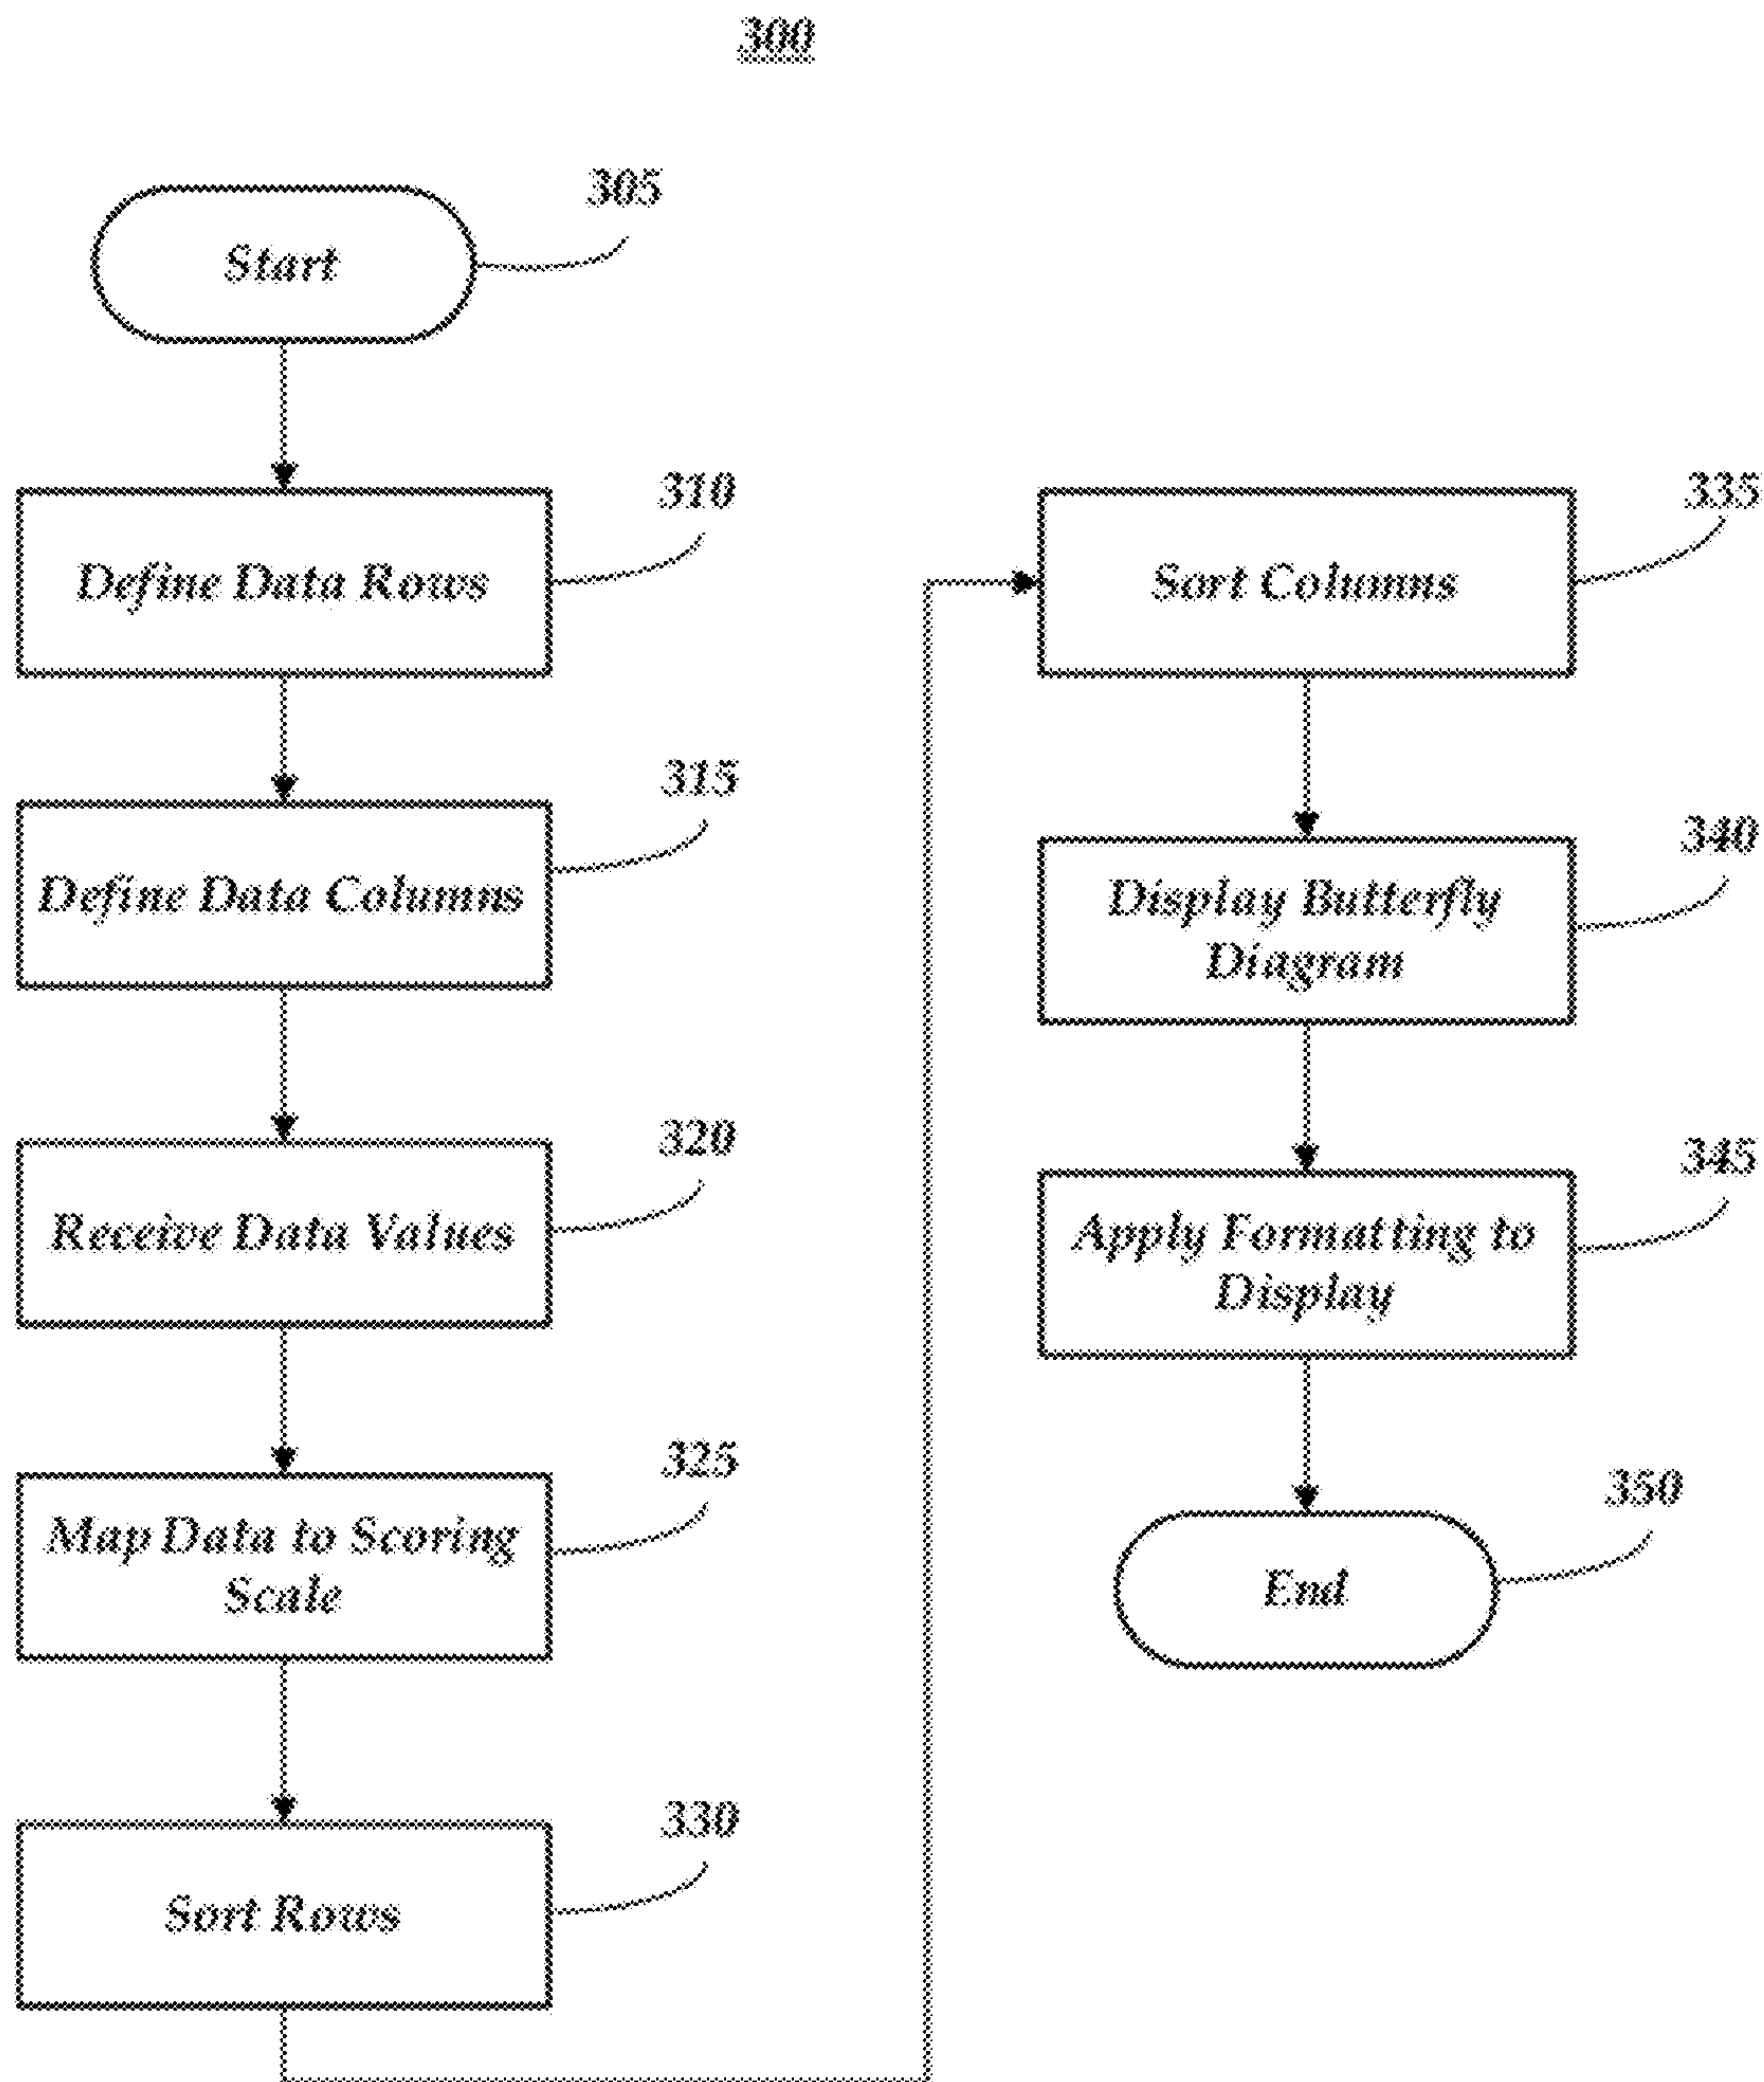 300
305
Start
310
Define Data Rows
315
Define Data Columns
320
Receive Data Values
325
Map Data to Scoring
Scale
330
Sort Rows
335
Sort Columns
340
Display Butterfly
Diagram
345
Apply Formatting to
Display
350
End